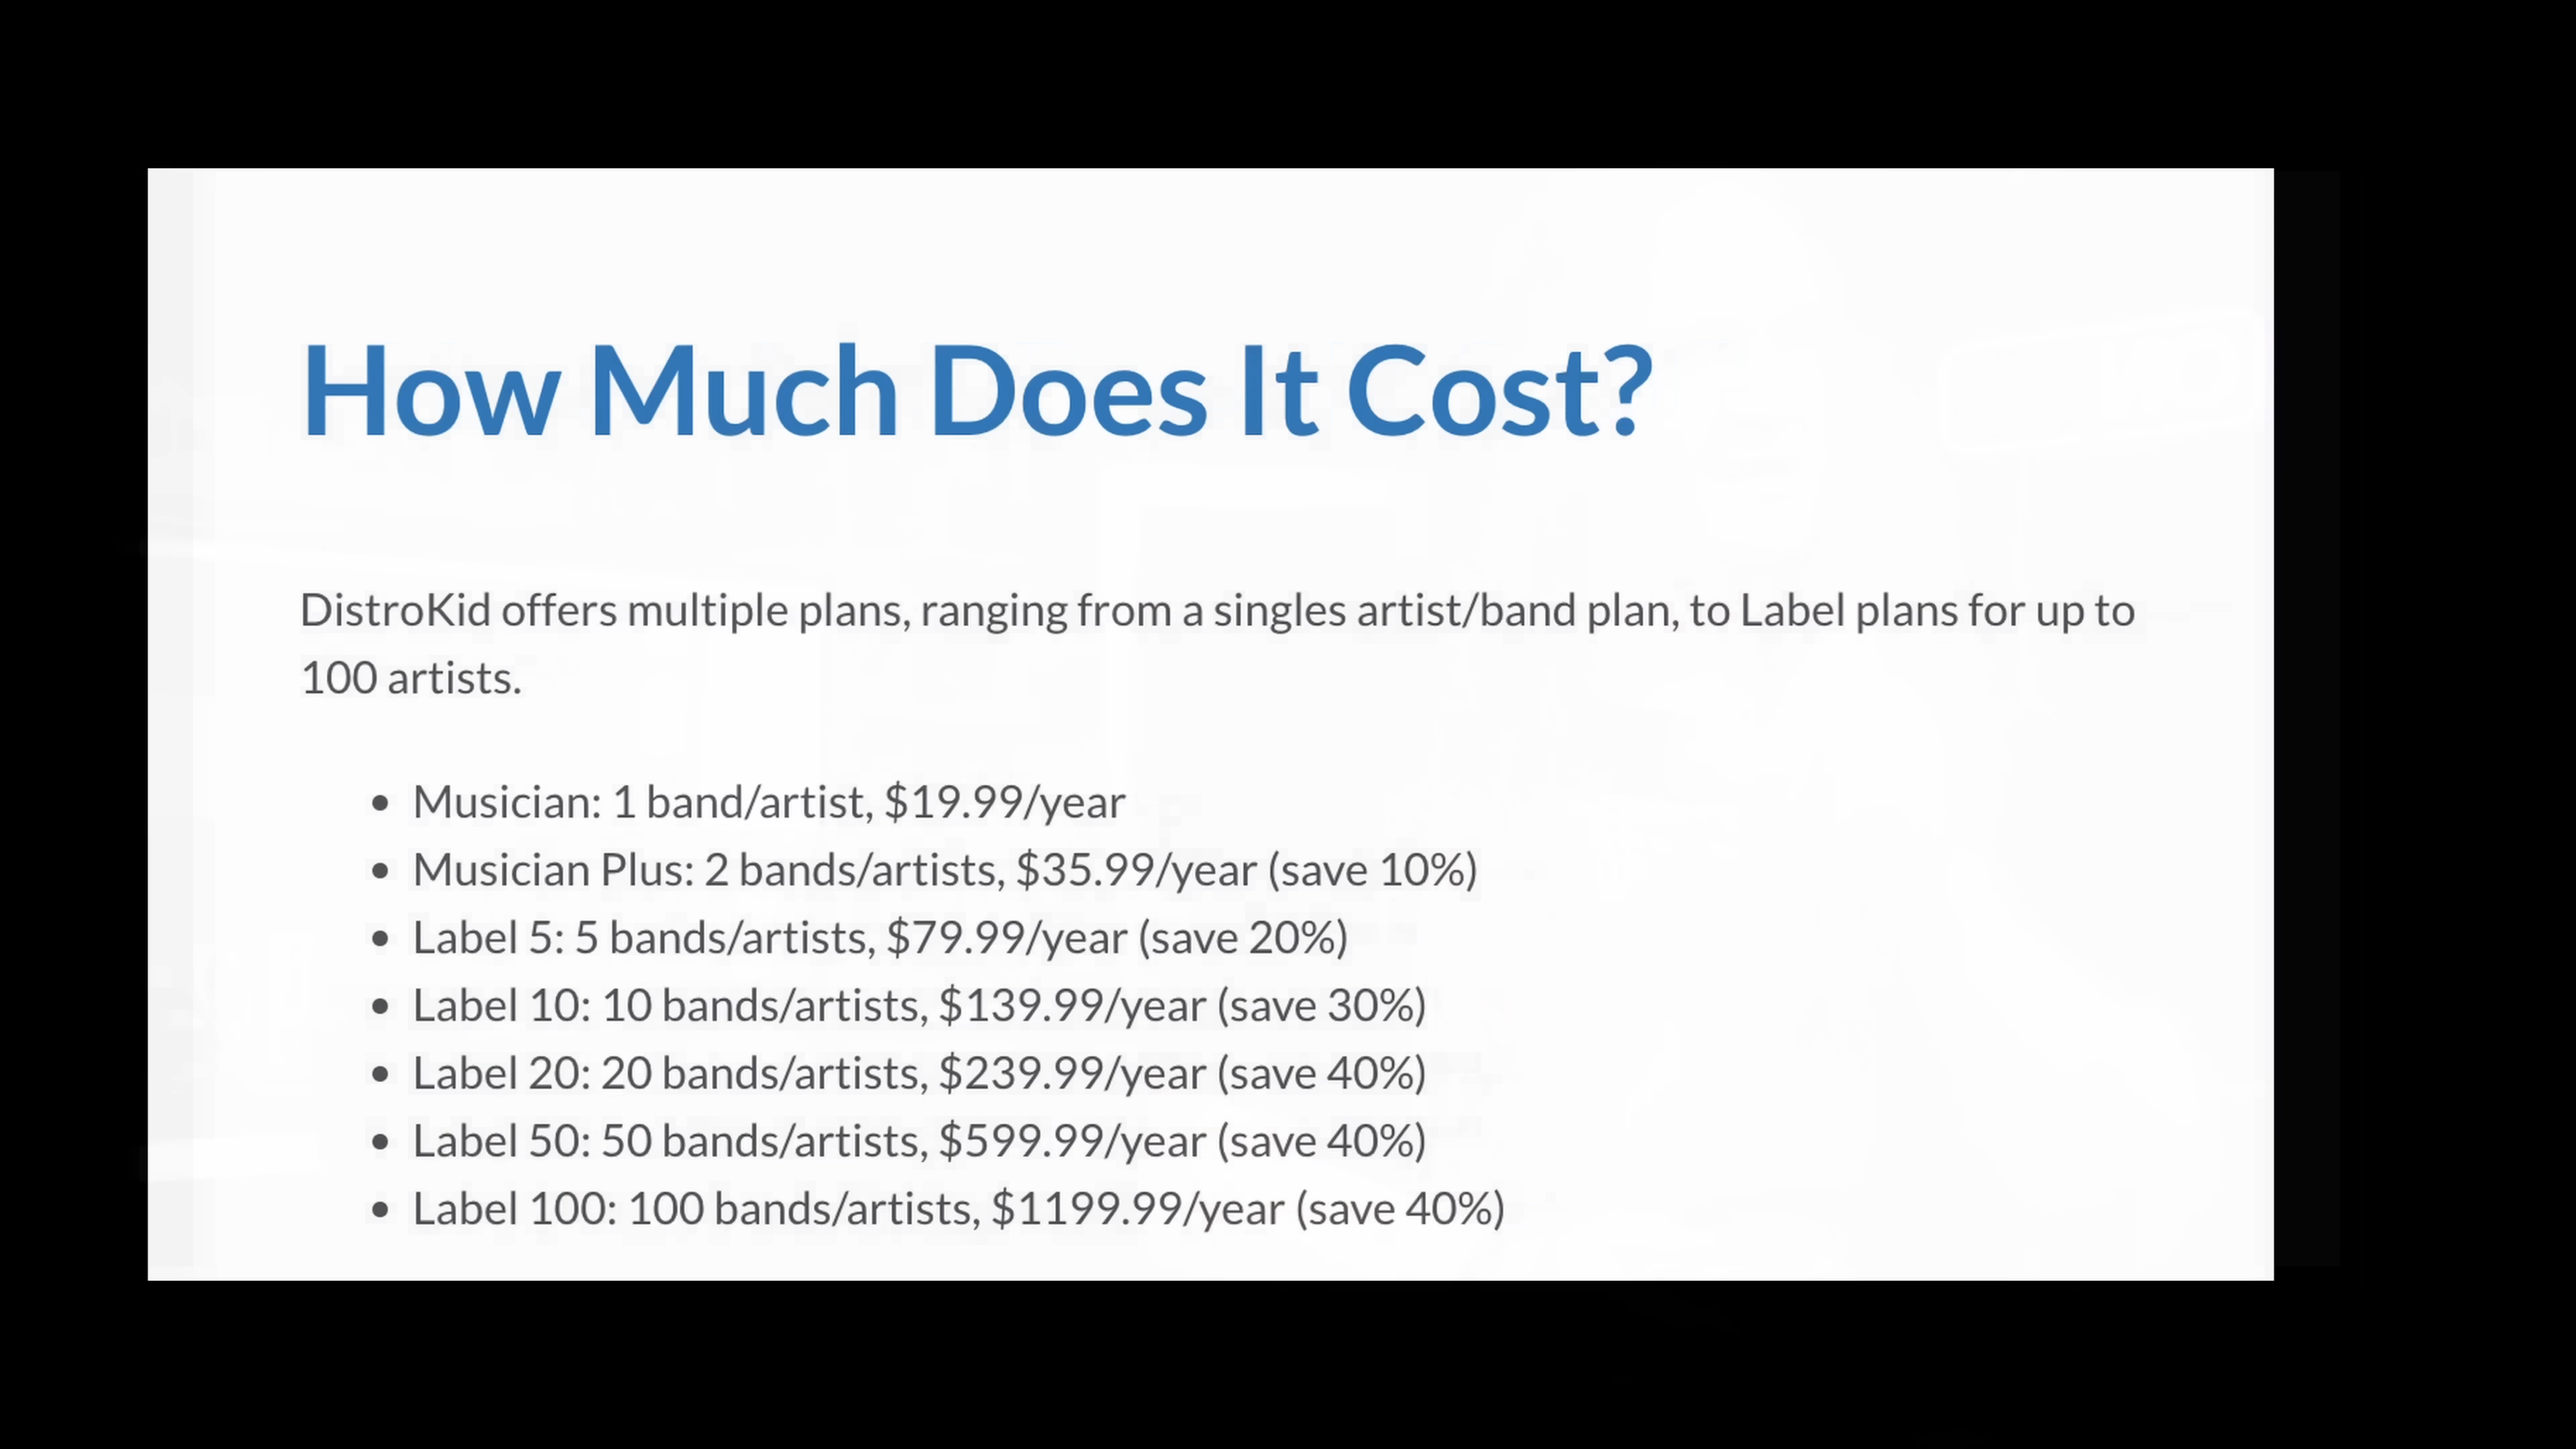 How Much Does It Cost?
DistroKid offers multiple plans, ranging from a singles artist/band plan, to Label plans for up to
100 artists.
• Musician: 1 band/artist, $19.99/year
• Musician Plus: 2 bands/artists, $35.99/year (save 10%)
• Label 5: 5 bands/artists, $79.99/year (save 20%)
• Label 10: 10 bands/artists, $139.99/year (save 30%)
• Label 20: 20 bands/artists, $239.99/year (save 40%)
• Label 50: 50 bands/artists, $599.99/year (save 40%)
• Label 100: 100 bands/artists, $1199.99/year (save 40%)